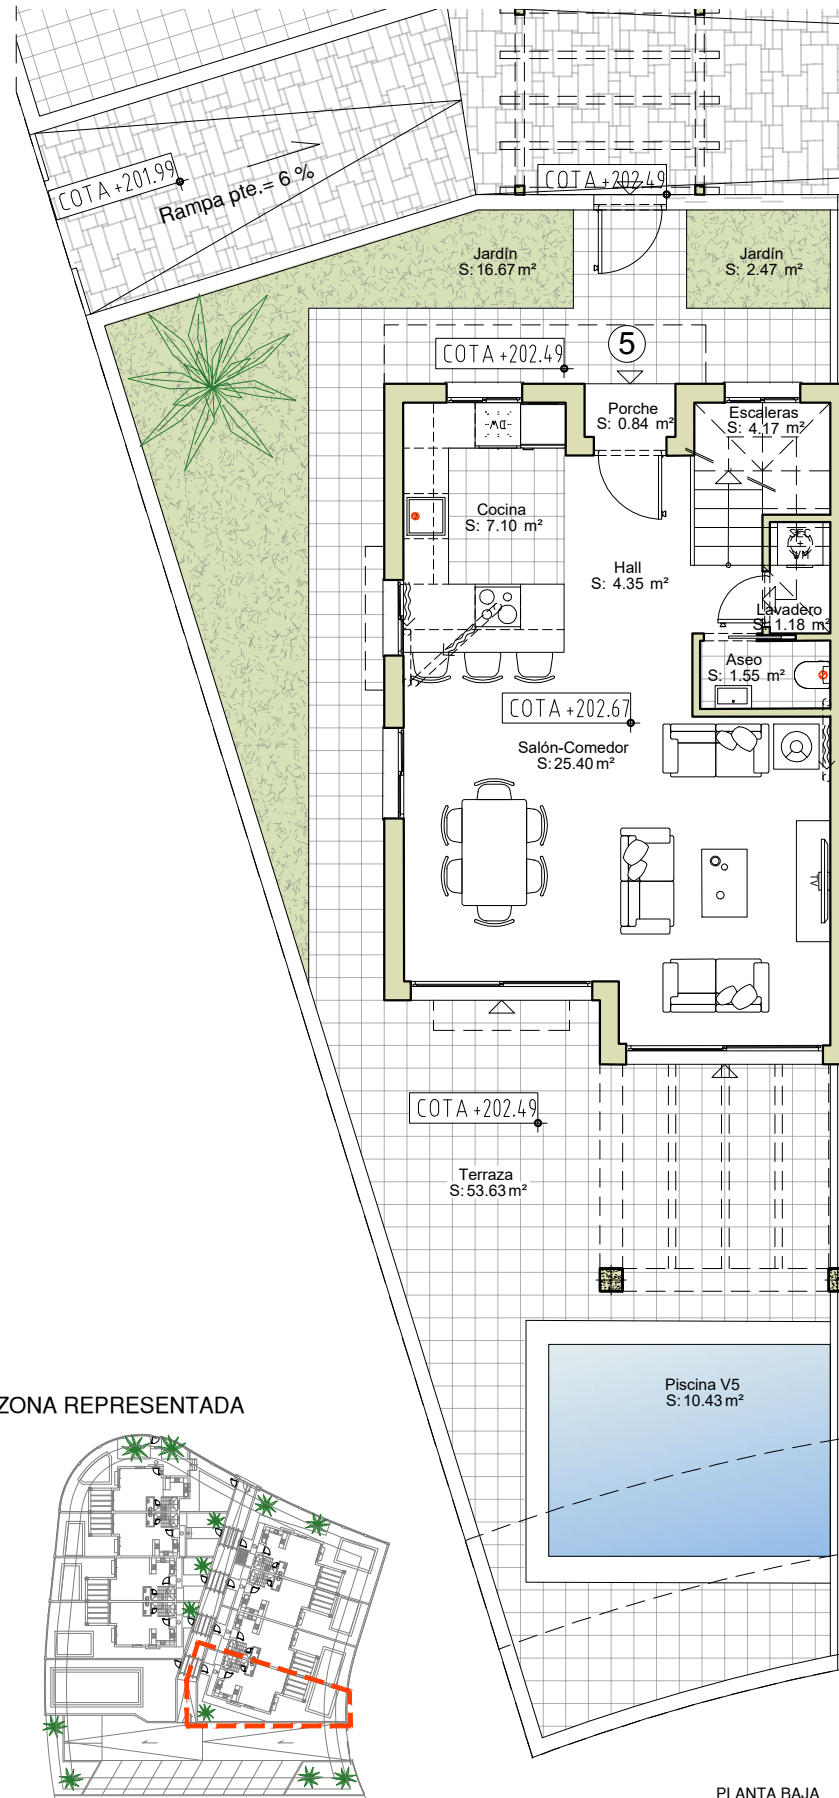 COTA +201.99
Rampa pte.= 6 %
COTA +202.49
Jardín
S: 16.67 m²
Jardín
S: 2.47 m²
COTA +202.49
5
Porche
S: 0.84 m²
Escaleras
S: 4.17 m²
DW
Cocina
S: 7.10 m²
Hall
S: 4.35 m²
Lavadero
S: 1.18 m²
Aseo
S: 1.55 m²
COTA +202.67
Salón-Comedor
S: 25.40 m²
TV
COTA +202.49
Terraza
S: 53.63 m²
Piscina V5
S: 10.43 m²
ZONA REPRESENTADA
PLANTA BAJA